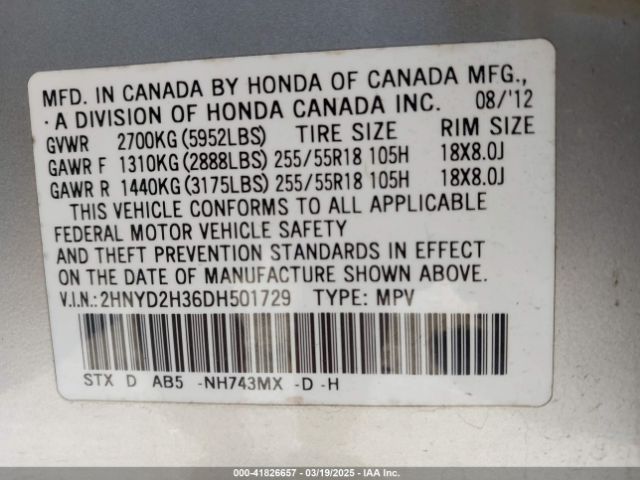 MFD. IN CANADA BY HONDA OF CANADA MFG.,
A DIVISION OF HONDA CANADA INC. 08/'12
GVWR 2700KG (5952LBS) TIRE SIZE RIM SIZE
GAWR F 1310KG (2888LBS) 255/55R18 105H 18X8.0J
GAWR R 1440KG (3175LBS) 255/55R18 105H 18X8.0J
THIS VEHICLE CONFORMS TO ALL APPLICABLE
FEDERAL MOTOR VEHICLE SAFETY
AND THEFT PREVENTION STANDARDS IN EFFECT
ON THE DATE OF MANUFACTURE SHOWN ABOVE.
V.I.N.: 2HNYD2H36DH501729 TYPE: MPV
STX D AB5 -NH743MX -D -H
000-41826657 - 03/19/2025 - IAA Inc.